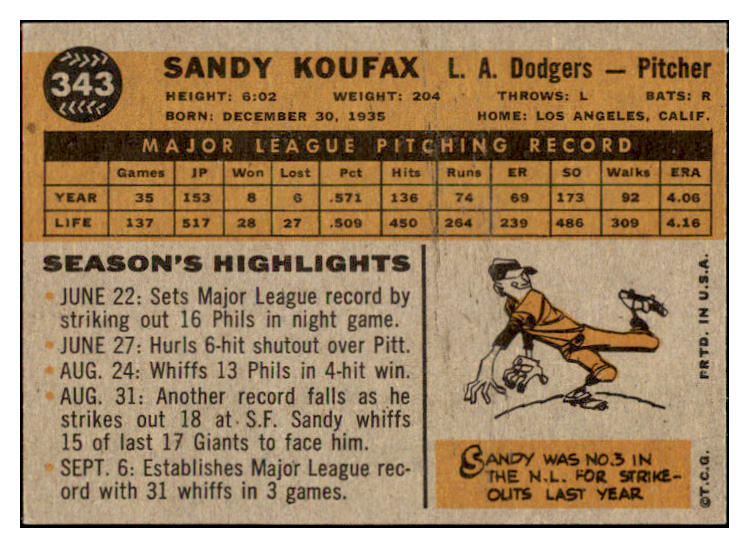 343
SANDY KOUFAX L. A. Dodgers — Pitcher
HEIGHT: 6:02 WEIGHT: 204 THROWS: L BATS: R
BORN: DECEMBER 30, 1935 HOME: LOS ANGELES, CALIF.
MAJOR LEAGUE PITCHING RECORD
Games IP Won Lost Pct Hits Runs ER SO Walks ERA
YEAR 35 153 8 6 .571 136 74 69 173 92 4.06
LIFE 137 517 28 27 .509 450 264 239 486 309 4.16
SEASON'S HIGHLIGHTS
• JUNE 22: Sets Major League record by
striking out 16 Phils in night game.
• JUNE 27: Hurls 6-hit shutout over Pitt.
• AUG. 24: Whiffs 13 Phils in 4-hit win.
• AUG. 31: Another record falls as he
strikes out 18 at S.F. Sandy whiffs
15 of last 17 Giants to face him.
• SEPT. 6: Establishes Major League rec-
ord with 31 whiffs in 3 games.
SANDY WAS NO.3 IN
THE N.L. FOR STRIKE-
OUTS LAST YEAR
©T.C.G. PRTD. IN U.S.A.